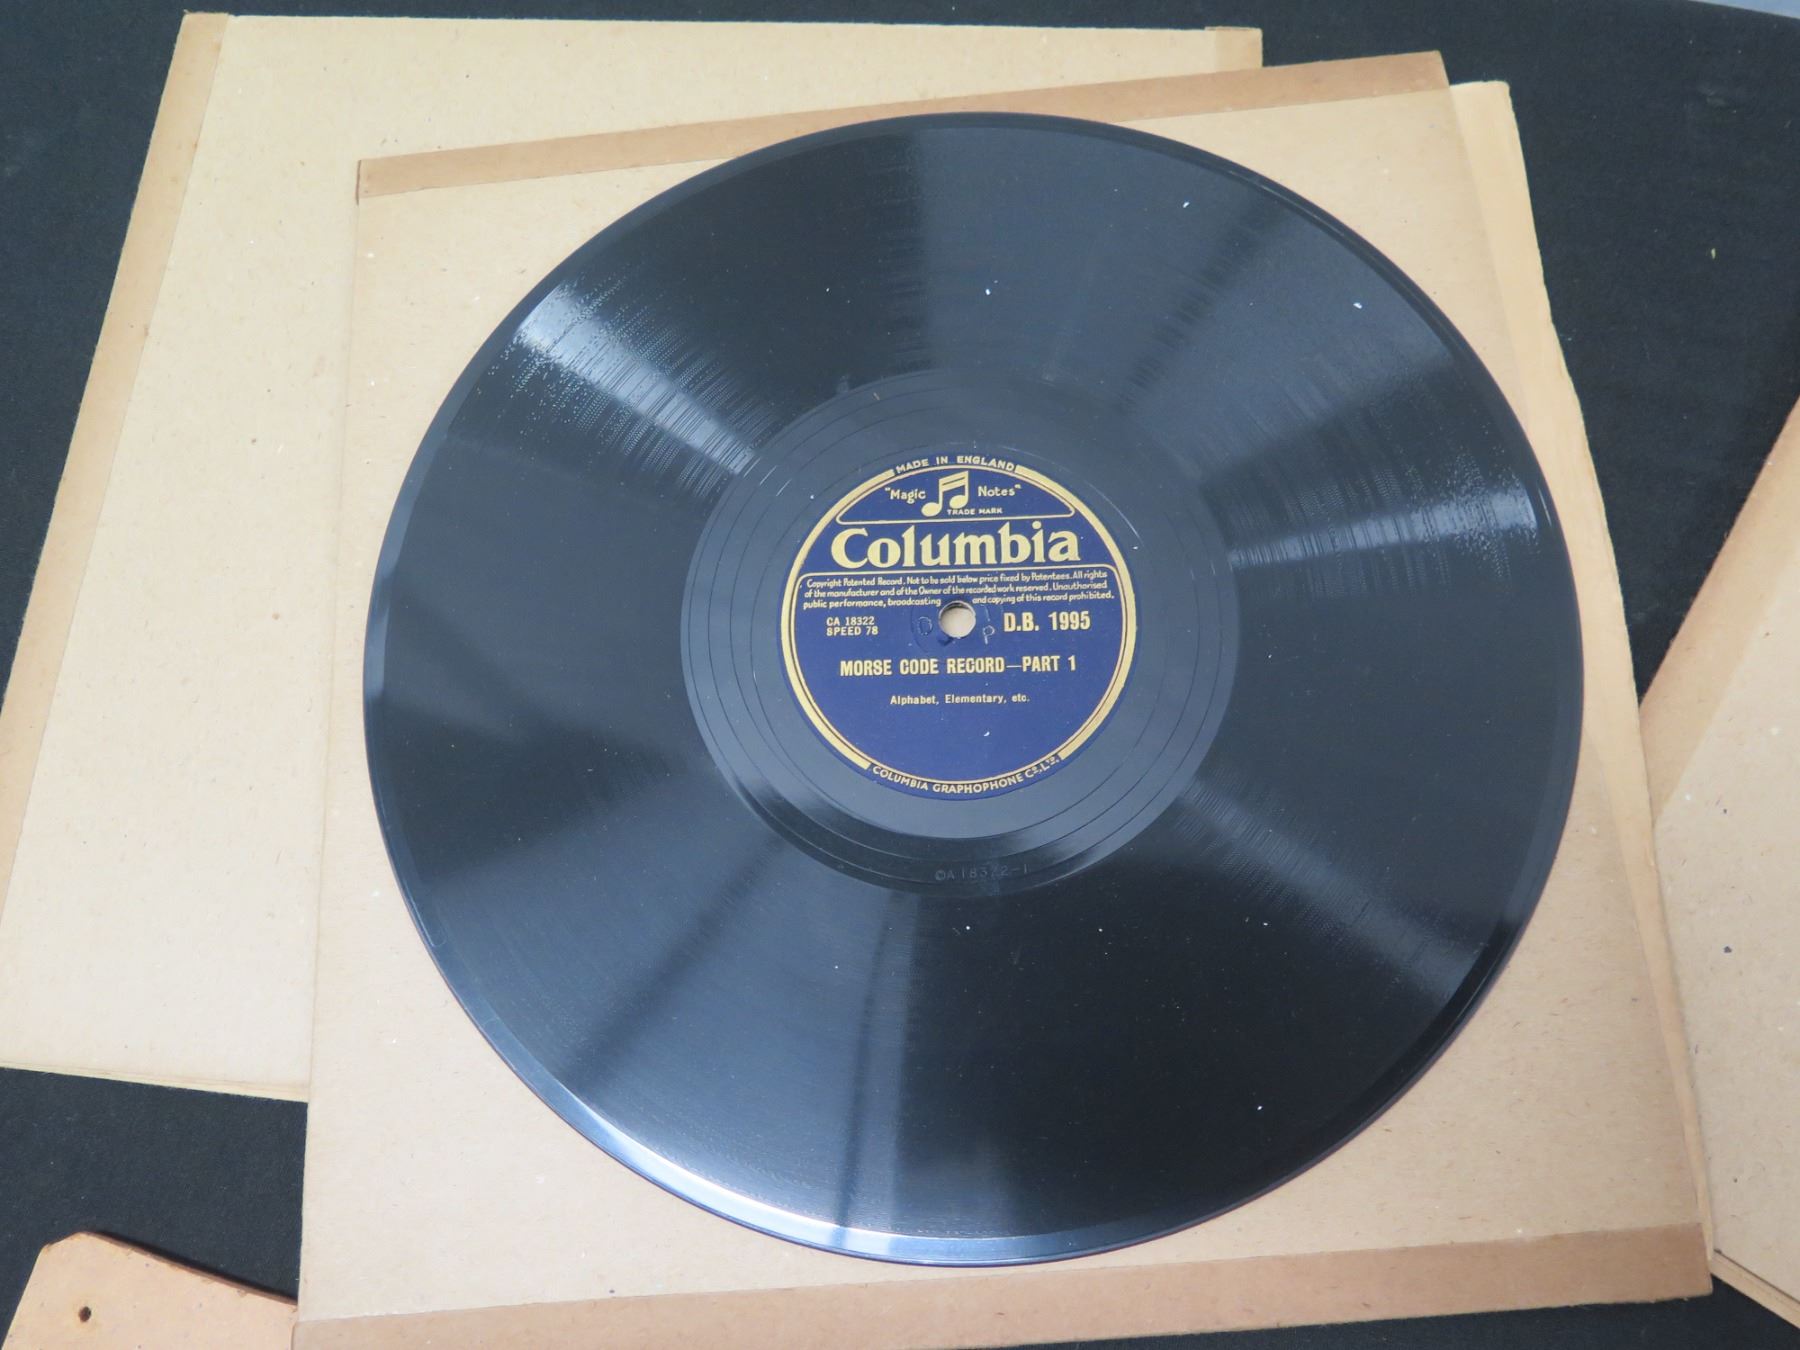 MADE IN ENGLAND
"Magic Notes"
TRADE MARK
Columbia
Copyright Patented Record. Not to be sold below price fixed by Patentees. All rights
of the manufacturer and of the Owner of the recorded work reserved. Unauthorised
public performance, broadcasting and copying of this record prohibited.
CA 18322
SPEED 78
D.B. 1995
P
MORSE CODE RECORD—PART 1
Alphabet, Elementary, etc.
COLUMBIA GRAPHOPHONE Co., LTD.
CA 18322-1